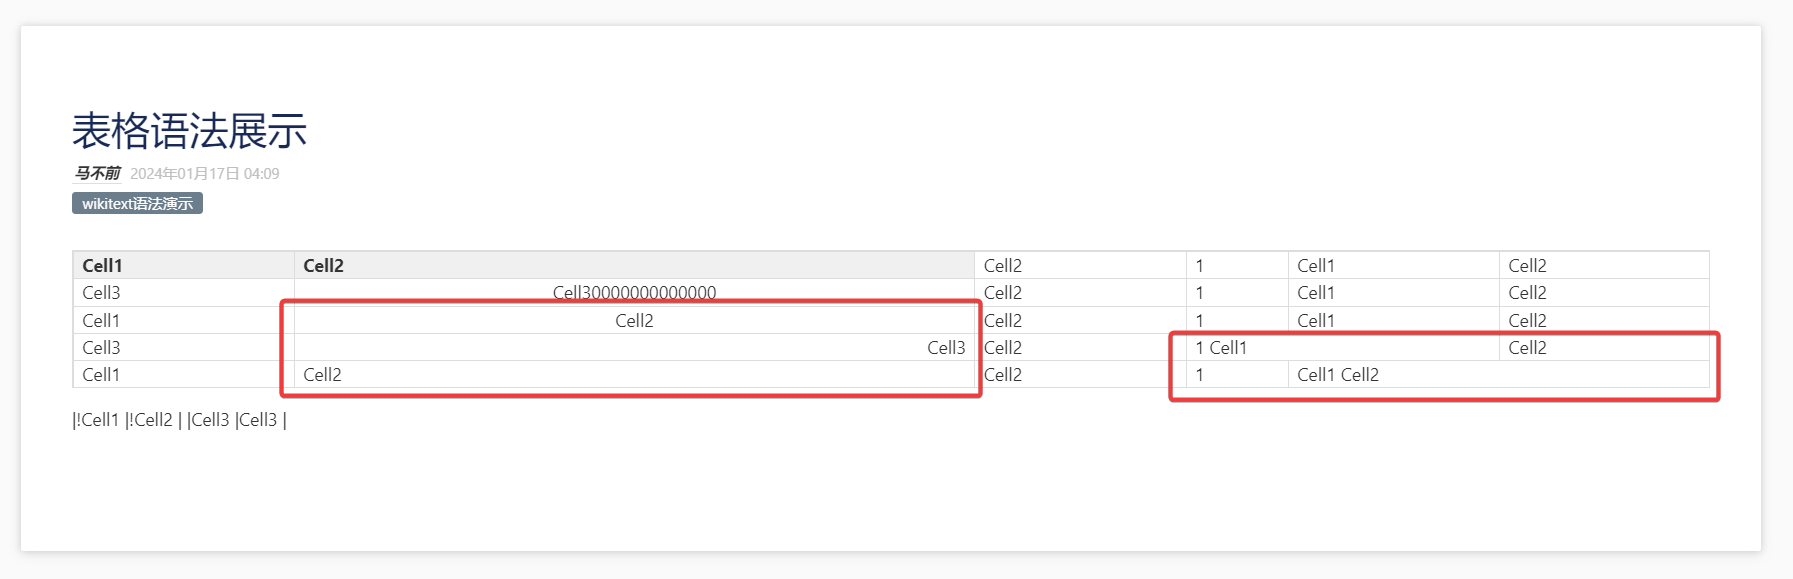 表格语法展示
马不前 2024年01月17日 04:09
wikitext语法演示
Cell1 Cell2 Cell2 1 Cell1 Cell2
Cell3 Cell30000000000000 Cell2 1 Cell1 Cell2
Cell1 Cell2 Cell2 1 Cell1 Cell2
Cell3 Cell3 Cell2 1 Cell1 Cell2
Cell1 Cell2 Cell2 1 Cell1 Cell2
|!Cell1 |!Cell2 | |Cell3 |Cell3 |